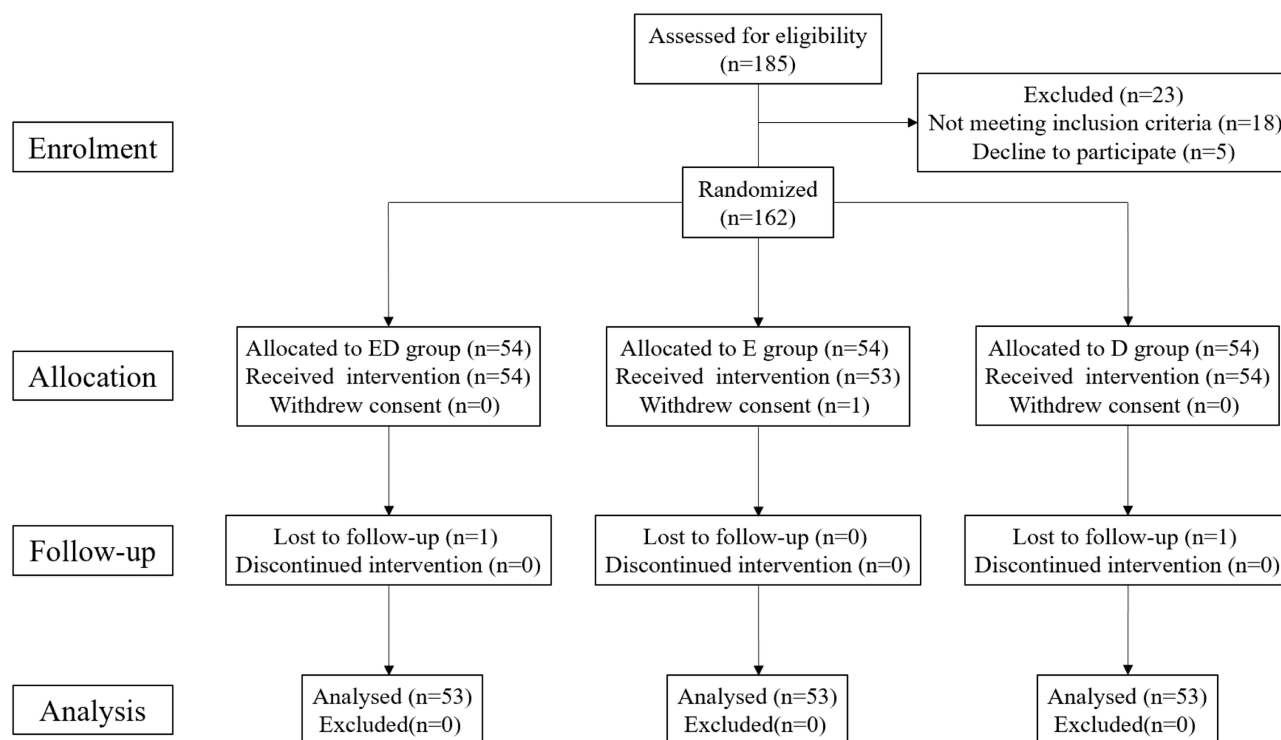 Assessed for eligibility
(n=185)
Excluded (n=23)
Not meeting inclusion criteria (n=18)
Decline to participate (n=5)
Enrolment
Randomized
(n=162)
Allocation
Allocated to ED group (n=54)
Received intervention (n=54)
Withdrew consent (n=0)
Allocated to E group (n=54)
Received intervention (n=53)
Withdrew consent (n=1)
Allocated to D group (n=54)
Received intervention (n=54)
Withdrew consent (n=0)
Follow-up
Lost to follow-up (n=1)
Discontinued intervention (n=0)
Lost to follow-up (n=0)
Discontinued intervention (n=0)
Lost to follow-up (n=1)
Discontinued intervention (n=0)
Analysis
Analysed (n=53)
Excluded(n=0)
Analysed (n=53)
Excluded(n=0)
Analysed (n=53)
Excluded(n=0)